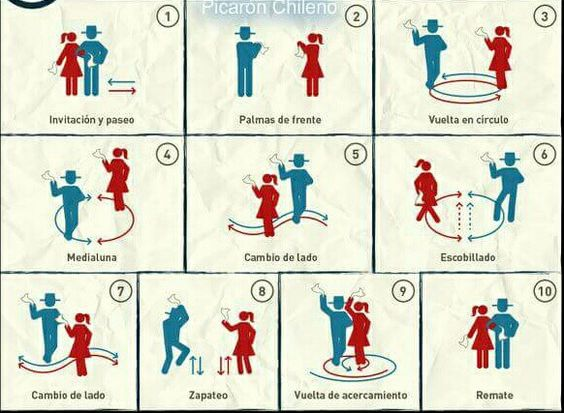 Picarón Chileno
1
Invitación y paseo
2
Palmas de frente
3
Vuelta en circulo
4
Medialuna
5
Cambio de lado
6
Escobillado
7
Cambio de lado
8
Zapateo
9
Vuelta de acercamiento
10
Remate